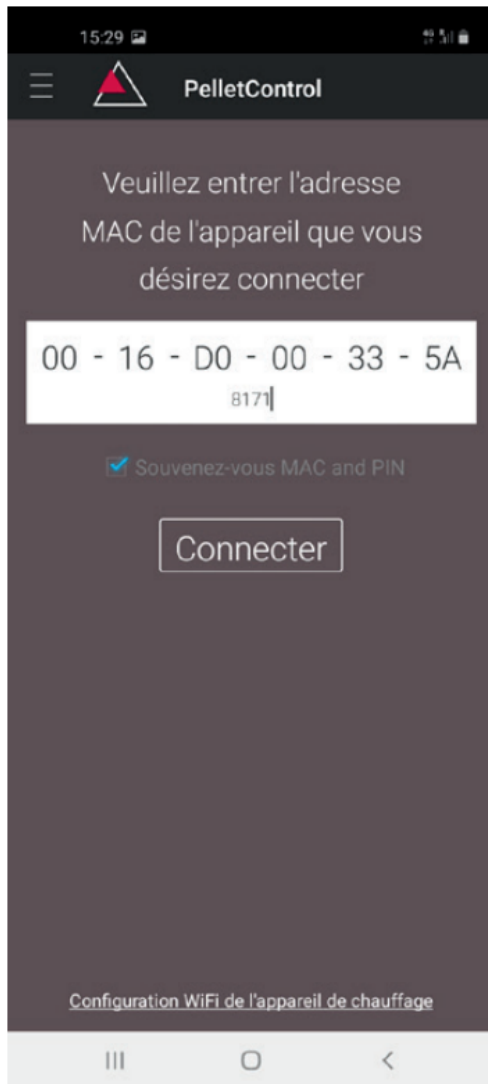 15:29
PelletControl
Veuillez entrer l'adresse
MAC de l'appareil que vous
désirez connecter
00 - 16 - D0 - 00 - 33 - 5A
8171
Souvenez-vous MAC and PIN
Connecter
Configuration WiFi de l'appareil de chauffage